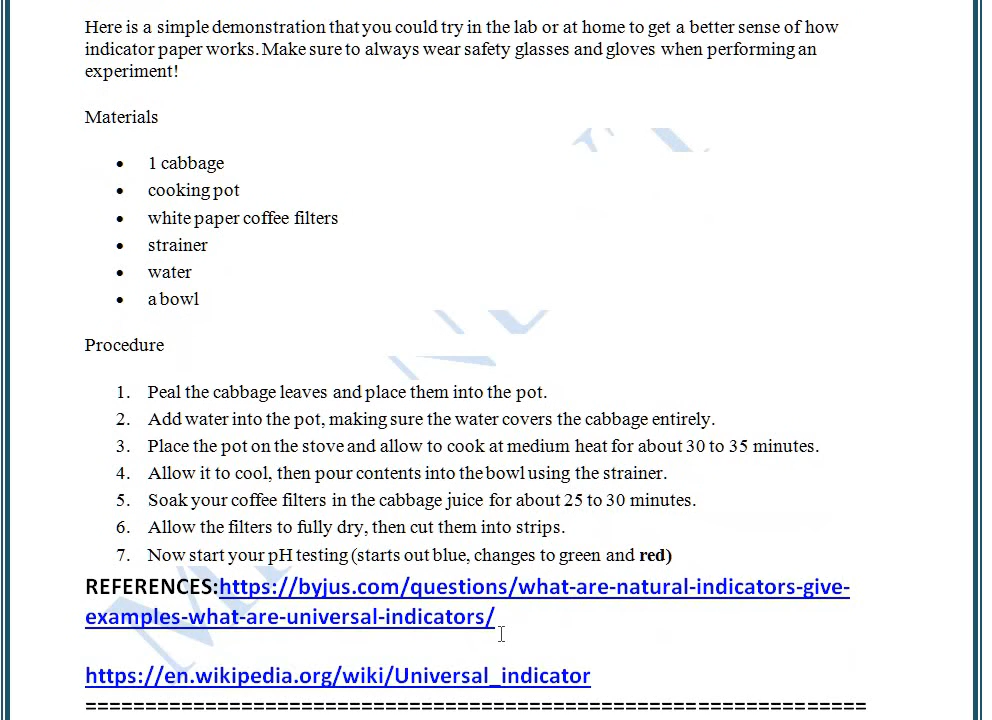 Here is a simple demonstration that you could try in the lab or at home to get a better sense of how
indicator paper works. Make sure to always wear safety glasses and gloves when performing an
experiment!
Materials
• 1 cabbage
• cooking pot
• white paper coffee filters
• strainer
• water
• a bowl
Procedure
1. Peal the cabbage leaves and place them into the pot.
2. Add water into the pot, making sure the water covers the cabbage entirely.
3. Place the pot on the stove and allow to cook at medium heat for about 30 to 35 minutes.
4. Allow it to cool, then pour contents into the bowl using the strainer.
5. Soak your coffee filters in the cabbage juice for about 25 to 30 minutes.
6. Allow the filters to fully dry, then cut them into strips.
7. Now start your pH testing (starts out blue, changes to green and red)
REFERENCES:https://byjus.com/questions/what-are-natural-indicators-give-
examples-what-are-universal-indicators/
https://en.wikipedia.org/wiki/Universal_indicator
=================================================================